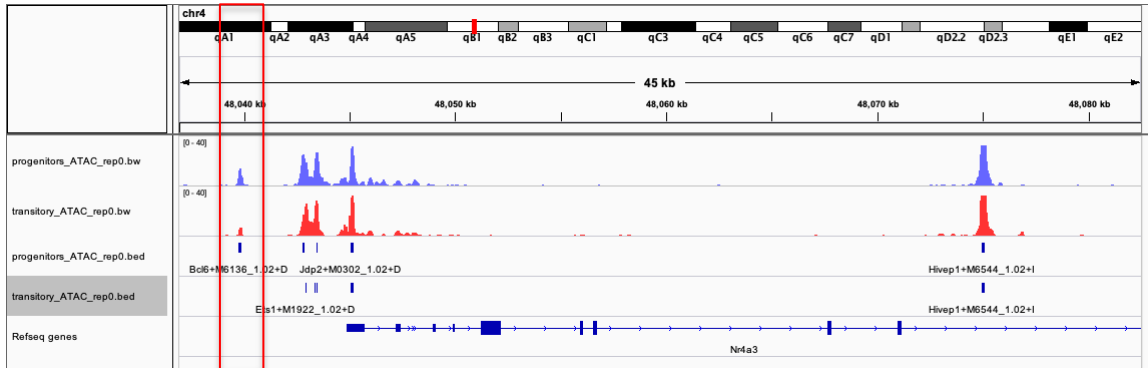 chr4
qA1 qA2 qA3 qA4 qA5 qB1 qB2 qB3 qC1 qC3 qC4 qC5 qC6 qC7 qD1 qD2.2 qD2.3 qE1 qE2
45 kb
48,040 kb 48,050 kb 48,060 kb 48,070 kb 48,080 kb
[0 - 40]
progenitors_ATAC_rep0.bw
[0 - 40]
transitory_ATAC_rep0.bw
progenitors_ATAC_rep0.bed
Bcl6+M6136_1.02+D Jdp2+M0302_1.02+D Hivep1+M6544_1.02+I
transitory_ATAC_rep0.bed
Ets1+M1922_1.02+D Hivep1+M6544_1.02+I
Refseq genes
Nr4a3